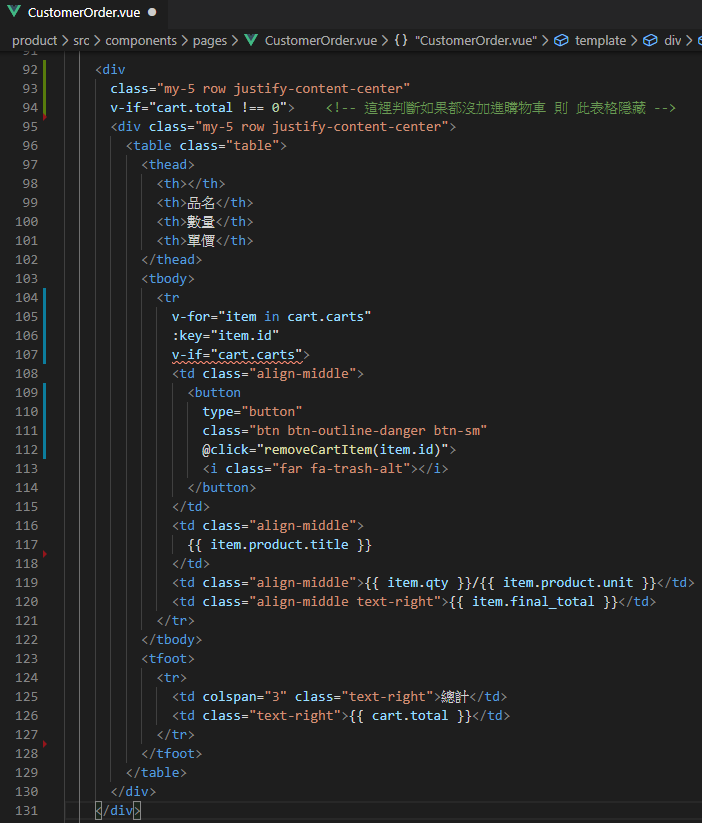 CustomerOrder.vue ●
product > src > components > pages > CustomerOrder.vue > {} "CustomerOrder.vue" > template > div >
91
92 <div
93 class="my-5 row justify-content-center"
94 v-if="cart.total !== 0"> <!-- 這裡判斷如果都沒加進購物車 則 此表格隱藏 -->
95 <div class="my-5 row justify-content-center">
96 <table class="table">
97 <thead>
98 <th></th>
99 <th>品名</th>
100 <th>數量</th>
101 <th>單價</th>
102 </thead>
103 <tbody>
104 <tr
105 v-for="item in cart.carts"
106 :key="item.id"
107 v-if="cart.carts">
108 <td class="align-middle">
109 <button
110 type="button"
111 class="btn btn-outline-danger btn-sm"
112 @click="removeCartItem(item.id)">
113 <i class="far fa-trash-alt"></i>
114 </button>
115 </td>
116 <td class="align-middle">
117 {{ item.product.title }}
118 </td>
119 <td class="align-middle">{{ item.qty }}/{{ item.product.unit }}</td>
120 <td class="align-middle text-right">{{ item.final_total }}</td>
121 </tr>
122 </tbody>
123 <tfoot>
124 <tr>
125 <td colspan="3" class="text-right">總計</td>
126 <td class="text-right">{{ cart.total }}</td>
127 </tr>
128 </tfoot>
129 </table>
130 </div>
131 </div>